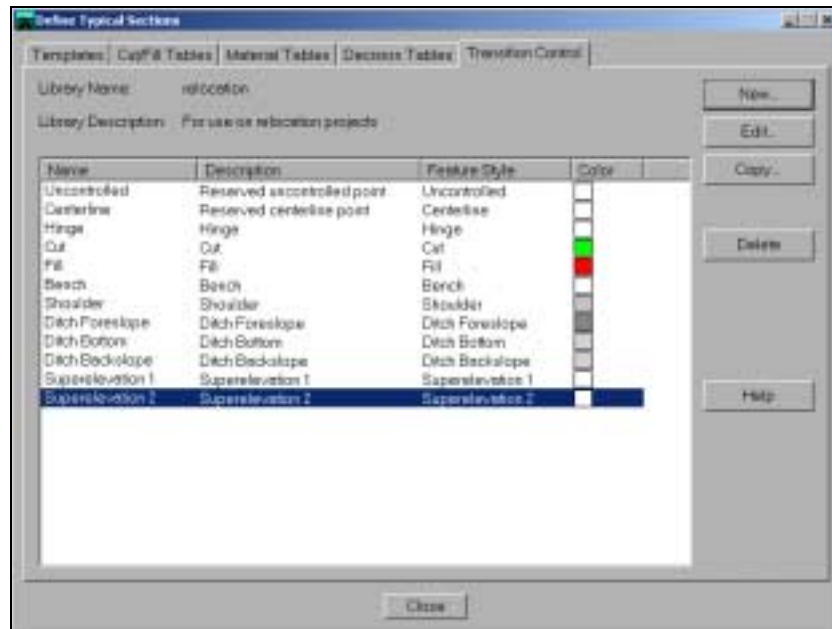 Define Typical Sections
Templates Cut/Fill Tables Material Tables Decision Tables Transition Control
Library Name: relocation
Library Description: For use on relocation projects
New...
Edit...
Copy...
Delete
Help
Name Description Feature Style Color
Uncontrolled Reserved uncontrolled point Uncontrolled
Centerline Reserved centerline point Centerline
Hinge Hinge Hinge
Cut Cut Cut
Fill Fill Fill
Bench Bench Bench
Shoulder Shoulder Shoulder
Ditch Foreslope Ditch Foreslope Ditch Foreslope
Ditch Bottom Ditch Bottom Ditch Bottom
Ditch Backslope Ditch Backslope Ditch Backslope
Superelevation 1 Superelevation 1 Superelevation 1
Superelevation 2 Superelevation 2 Superelevation 2
Close